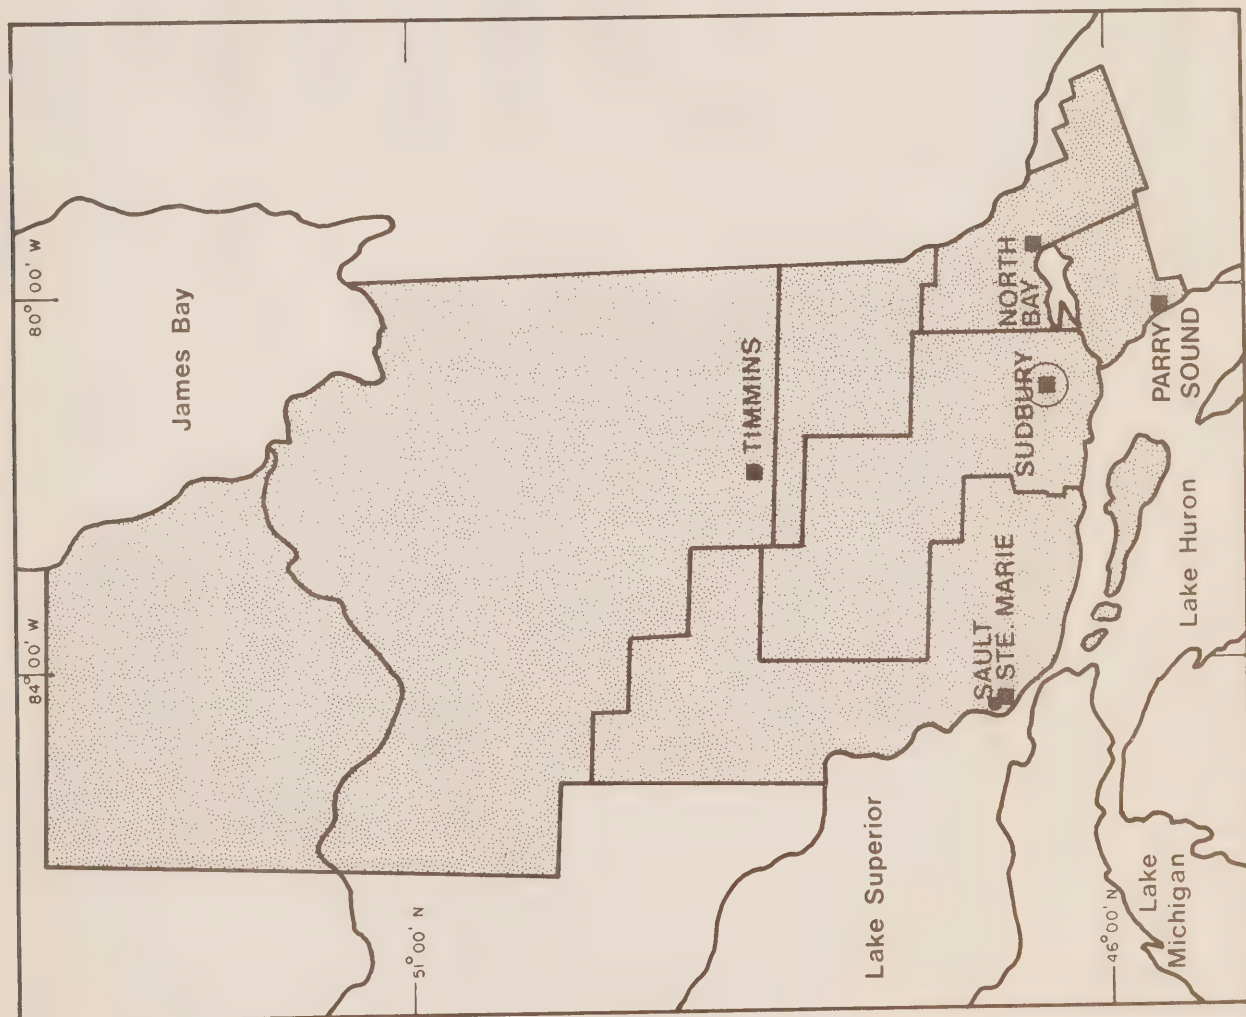 James Bay
80° 00' W
84° 00' W
51° 00' N
TIMMINS
NORTH
BAY
SUDBURY
PARRY
SOUND
SAULT
STE. MARIE
Lake Huron
Lake Superior
46° 00' N
Lake
Michigan